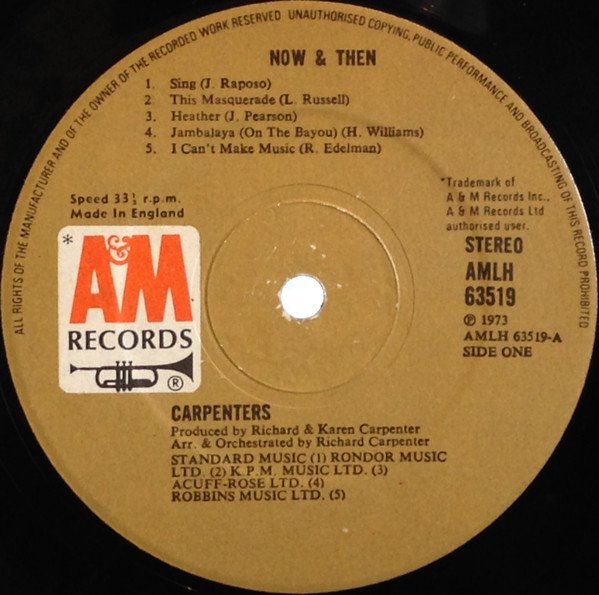 ALL RIGHTS OF THE MANUFACTURER AND OF THE OWNER OF THE RECORDED WORK RESERVED UNAUTHORISED COPYING, PUBLIC PERFORMANCE AND BROADCASTING OF THIS RECORD PROHIBITED
NOW & THEN
1. Sing (J. Raposo)
2. This Masquerade (L. Russell)
3. Heather (J. Pearson)
4. Jambalaya (On The Bayou) (H. Williams)
5. I Can't Make Music (R. Edelman)
Speed 33⅓ r.p.m.
Made In England
*Trademark of
A & M Records Inc.,
A & M Records Ltd
authorised user.
* A&M
RECORDS
®
STEREO
AMLH
63519
℗ 1973
AMLH 63519-A
SIDE ONE
CARPENTERS
Produced by Richard & Karen Carpenter
Arr. & Orchestrated by Richard Carpenter
STANDARD MUSIC (1) RONDOR MUSIC
LTD. (2) K.P.M. MUSIC LTD. (3)
ACUFF-ROSE LTD. (4)
ROBBINS MUSIC LTD. (5)